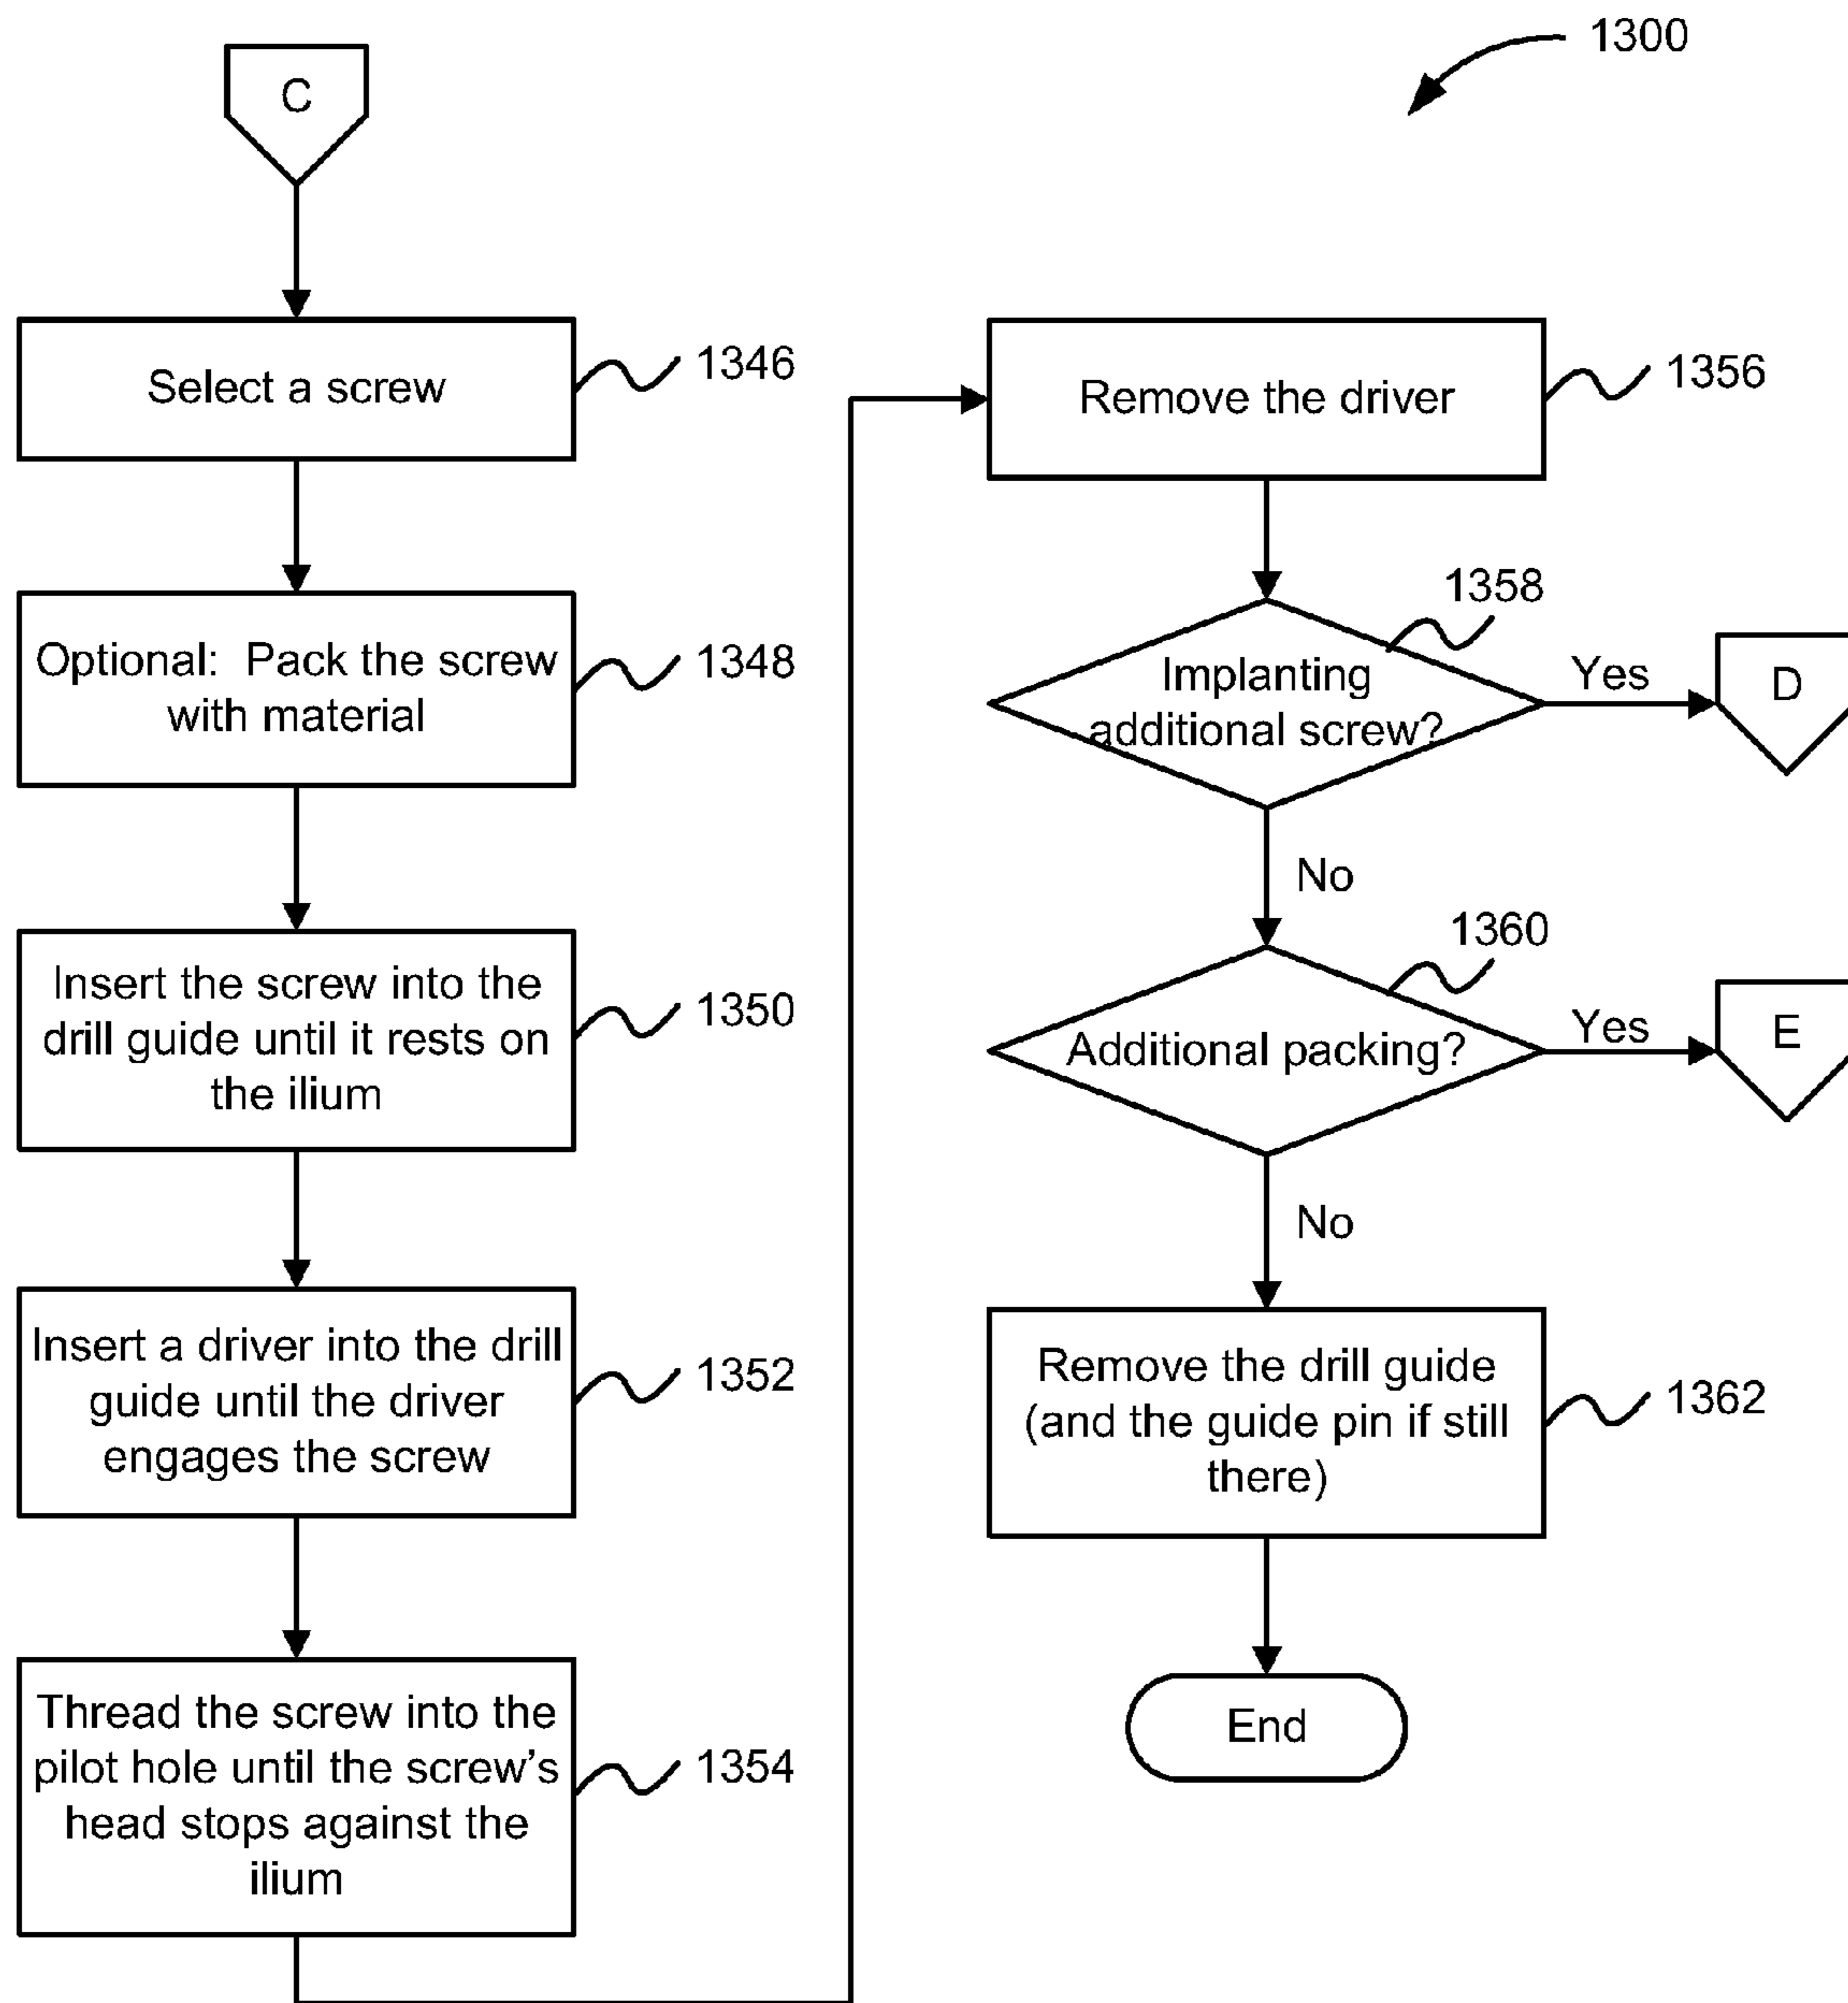 1300
C
Select a screw
1346
Optional: Pack the screw
with material
1348
Insert the screw into the
drill guide until it rests on
the ilium
1350
Insert a driver into the drill
guide until the driver
engages the screw
1352
Thread the screw into the
pilot hole until the screw's
head stops against the
ilium
1354
Remove the driver
1356
1358
Implanting
additional screw?
Yes
D
No
1360
Additional packing?
Yes
E
No
Remove the drill guide
(and the guide pin if still
there)
1362
End